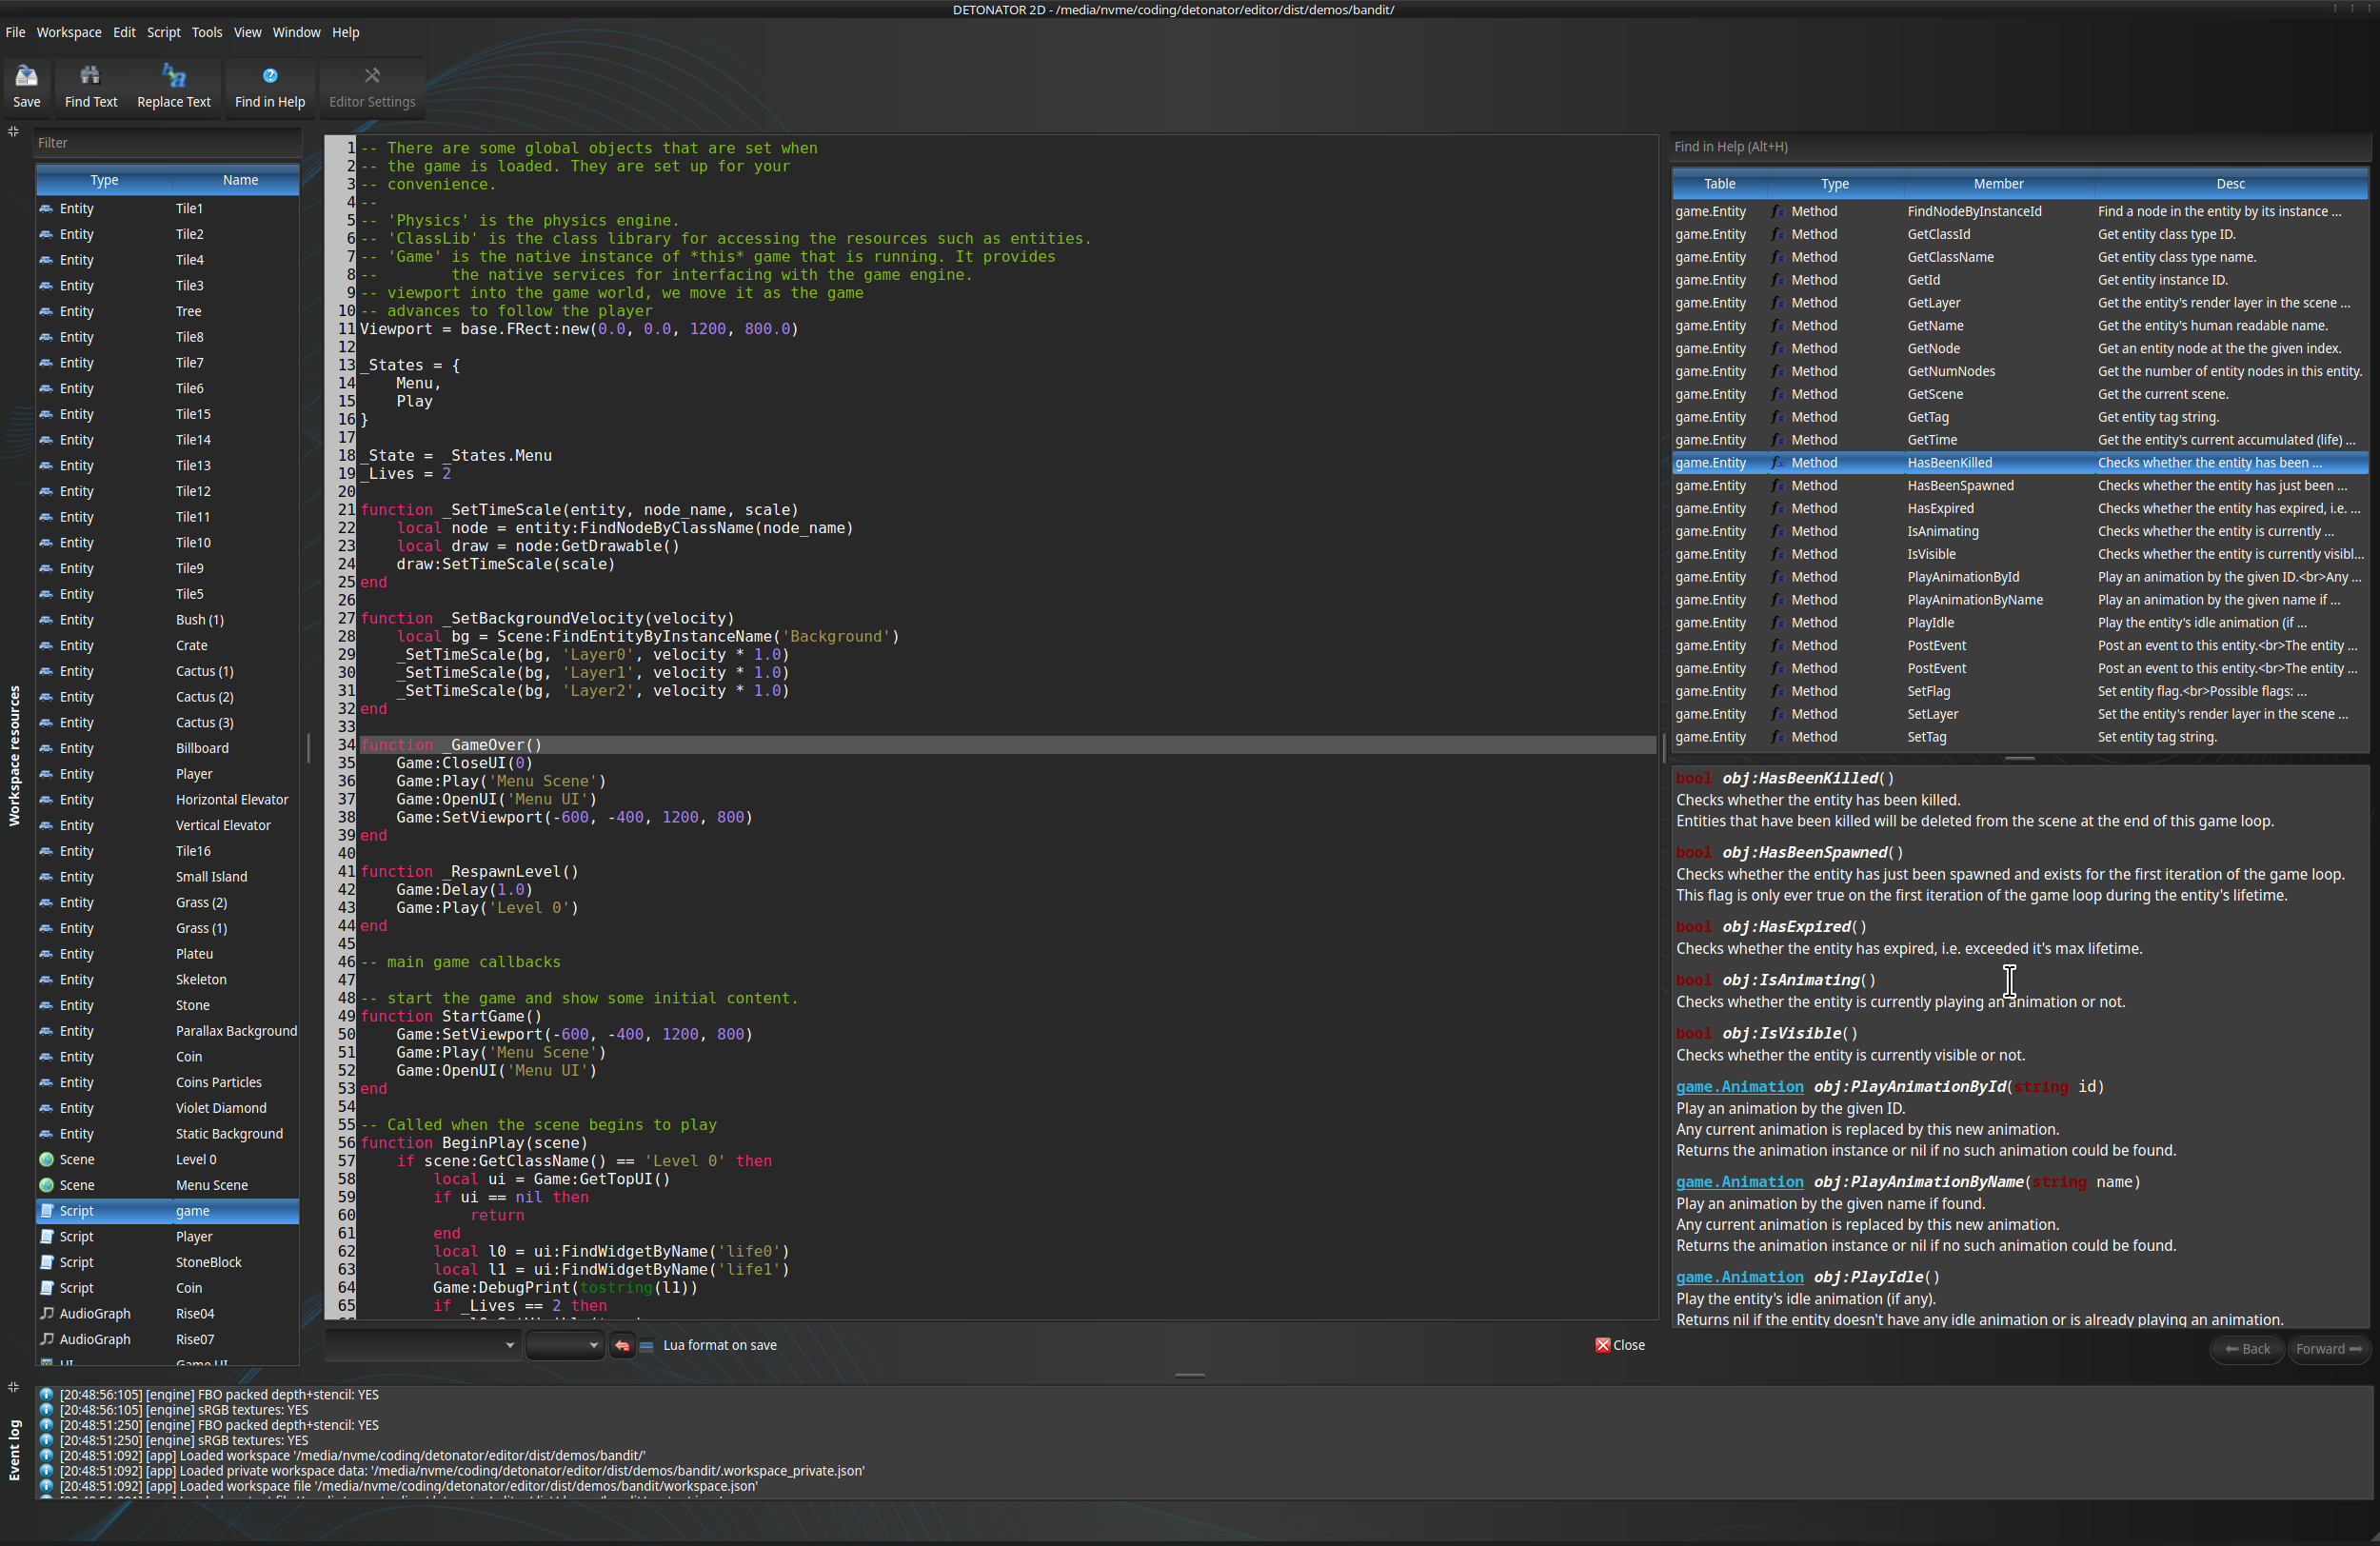 DETONATOR 2D - /media/nvme/coding/detonator/editor/dist/demos/bandit/
File Workspace Edit Script Tools View Window Help
Save Find Text Replace Text Find in Help Editor Settings
Workspace resources
Filter
Type Name
Entity Tile1
Entity Tile2
Entity Tile4
Entity Tile3
Entity Tree
Entity Tile8
Entity Tile7
Entity Tile6
Entity Tile15
Entity Tile14
Entity Tile13
Entity Tile12
Entity Tile11
Entity Tile10
Entity Tile9
Entity Tile5
Entity Bush (1)
Entity Crate
Entity Cactus (1)
Entity Cactus (2)
Entity Cactus (3)
Entity Billboard
Entity Player
Entity Horizontal Elevator
Entity Vertical Elevator
Entity Tile16
Entity Small Island
Entity Grass (2)
Entity Grass (1)
Entity Plateu
Entity Skeleton
Entity Stone
Entity Parallax Background
Entity Coin
Entity Coins Particles
Entity Violet Diamond
Entity Static Background
Scene Level 0
Scene Menu Scene
Script game
Script Player
Script StoneBlock
Script Coin
AudioGraph Rise04
AudioGraph Rise07
UI Game UI
1 -- There are some global objects that are set when
2 -- the game is loaded. They are set up for your
3 -- convenience.
4 --
5 -- 'Physics' is the physics engine.
6 -- 'ClassLib' is the class library for accessing the resources such as entities.
7 -- 'Game' is the native instance of *this* game that is running. It provides
8 --        the native services for interfacing with the game engine.
9 -- viewport into the game world, we move it as the game
10 -- advances to follow the player
11 Viewport = base.FRect:new(0.0, 0.0, 1200, 800.0)
12
13 _States = {
14     Menu,
15     Play
16 }
17
18 _State = _States.Menu
19 _Lives = 2
20
21 function _SetTimeScale(entity, node_name, scale)
22     local node = entity:FindNodeByClassName(node_name)
23     local draw = node:GetDrawable()
24     draw:SetTimeScale(scale)
25 end
26
27 function _SetBackgroundVelocity(velocity)
28     local bg = Scene:FindEntityByInstanceName('Background')
29     _SetTimeScale(bg, 'Layer0', velocity * 1.0)
30     _SetTimeScale(bg, 'Layer1', velocity * 1.0)
31     _SetTimeScale(bg, 'Layer2', velocity * 1.0)
32 end
33
34 function _GameOver()
35     Game:CloseUI(0)
36     Game:Play('Menu Scene')
37     Game:OpenUI('Menu UI')
38     Game:SetViewport(-600, -400, 1200, 800)
39 end
40
41 function _RespawnLevel()
42     Game:Delay(1.0)
43     Game:Play('Level 0')
44 end
45
46 -- main game callbacks
47
48 -- start the game and show some initial content.
49 function StartGame()
50     Game:SetViewport(-600, -400, 1200, 800)
51     Game:Play('Menu Scene')
52     Game:OpenUI('Menu UI')
53 end
54
55 -- Called when the scene begins to play
56 function BeginPlay(scene)
57     if scene:GetClassName() == 'Level 0' then
58         local ui = Game:GetTopUI()
59         if ui == nil then
60             return
61         end
62         local l0 = ui:FindWidgetByName('life0')
63         local l1 = ui:FindWidgetByName('life1')
64         Game:DebugPrint(tostring(l1))
65         if _Lives == 2 then
Lua format on save
Close
Find in Help (Alt+H)
Table Type Member Desc
game.Entity Method FindNodeByInstanceId Find a node in the entity by its instance ...
game.Entity Method GetClassId Get entity class type ID.
game.Entity Method GetClassName Get entity class type name.
game.Entity Method GetId Get entity instance ID.
game.Entity Method GetLayer Get the entity's render layer in the scene ...
game.Entity Method GetName Get the entity's human readable name.
game.Entity Method GetNode Get an entity node at the the given index.
game.Entity Method GetNumNodes Get the number of entity nodes in this entity.
game.Entity Method GetScene Get the current scene.
game.Entity Method GetTag Get entity tag string.
game.Entity Method GetTime Get the entity's current accumulated (life) ...
game.Entity Method HasBeenKilled Checks whether the entity has been ...
game.Entity Method HasBeenSpawned Checks whether the entity has just been ...
game.Entity Method HasExpired Checks whether the entity has expired, i.e. ...
game.Entity Method IsAnimating Checks whether the entity is currently ...
game.Entity Method IsVisible Checks whether the entity is currently visibl...
game.Entity Method PlayAnimationById Play an animation by the given ID.<br>Any ...
game.Entity Method PlayAnimationByName Play an animation by the given name if ...
game.Entity Method PlayIdle Play the entity's idle animation (if ...
game.Entity Method PostEvent Post an event to this entity.<br>The entity ...
game.Entity Method PostEvent Post an event to this entity.<br>The entity ...
game.Entity Method SetFlag Set entity flag.<br>Possible flags: ...
game.Entity Method SetLayer Set the entity's render layer in the scene ...
game.Entity Method SetTag Set entity tag string.
bool obj:HasBeenKilled()
Checks whether the entity has been killed.
Entities that have been killed will be deleted from the scene at the end of this game loop.
bool obj:HasBeenSpawned()
Checks whether the entity has just been spawned and exists for the first iteration of the game loop.
This flag is only ever true on the first iteration of the game loop during the entity's lifetime.
bool obj:HasExpired()
Checks whether the entity has expired, i.e. exceeded it's max lifetime.
bool obj:IsAnimating()
Checks whether the entity is currently playing an animation or not.
bool obj:IsVisible()
Checks whether the entity is currently visible or not.
game.Animation obj:PlayAnimationById(string id)
Play an animation by the given ID.
Any current animation is replaced by this new animation.
Returns the animation instance or nil if no such animation could be found.
game.Animation obj:PlayAnimationByName(string name)
Play an animation by the given name if found.
Any current animation is replaced by this new animation.
Returns the animation instance or nil if no such animation could be found.
game.Animation obj:PlayIdle()
Play the entity's idle animation (if any).
Returns nil if the entity doesn't have any idle animation or is already playing an animation.
Back Forward
Event log
[20:48:56:105] [engine] FBO packed depth+stencil: YES
[20:48:56:105] [engine] sRGB textures: YES
[20:48:51:250] [engine] FBO packed depth+stencil: YES
[20:48:51:250] [engine] sRGB textures: YES
[20:48:51:092] [app] Loaded workspace '/media/nvme/coding/detonator/editor/dist/demos/bandit/'
[20:48:51:092] [app] Loaded private workspace data: '/media/nvme/coding/detonator/editor/dist/demos/bandit/.workspace_private.json'
[20:48:51:092] [app] Loaded workspace file '/media/nvme/coding/detonator/editor/dist/demos/bandit/workspace.json'